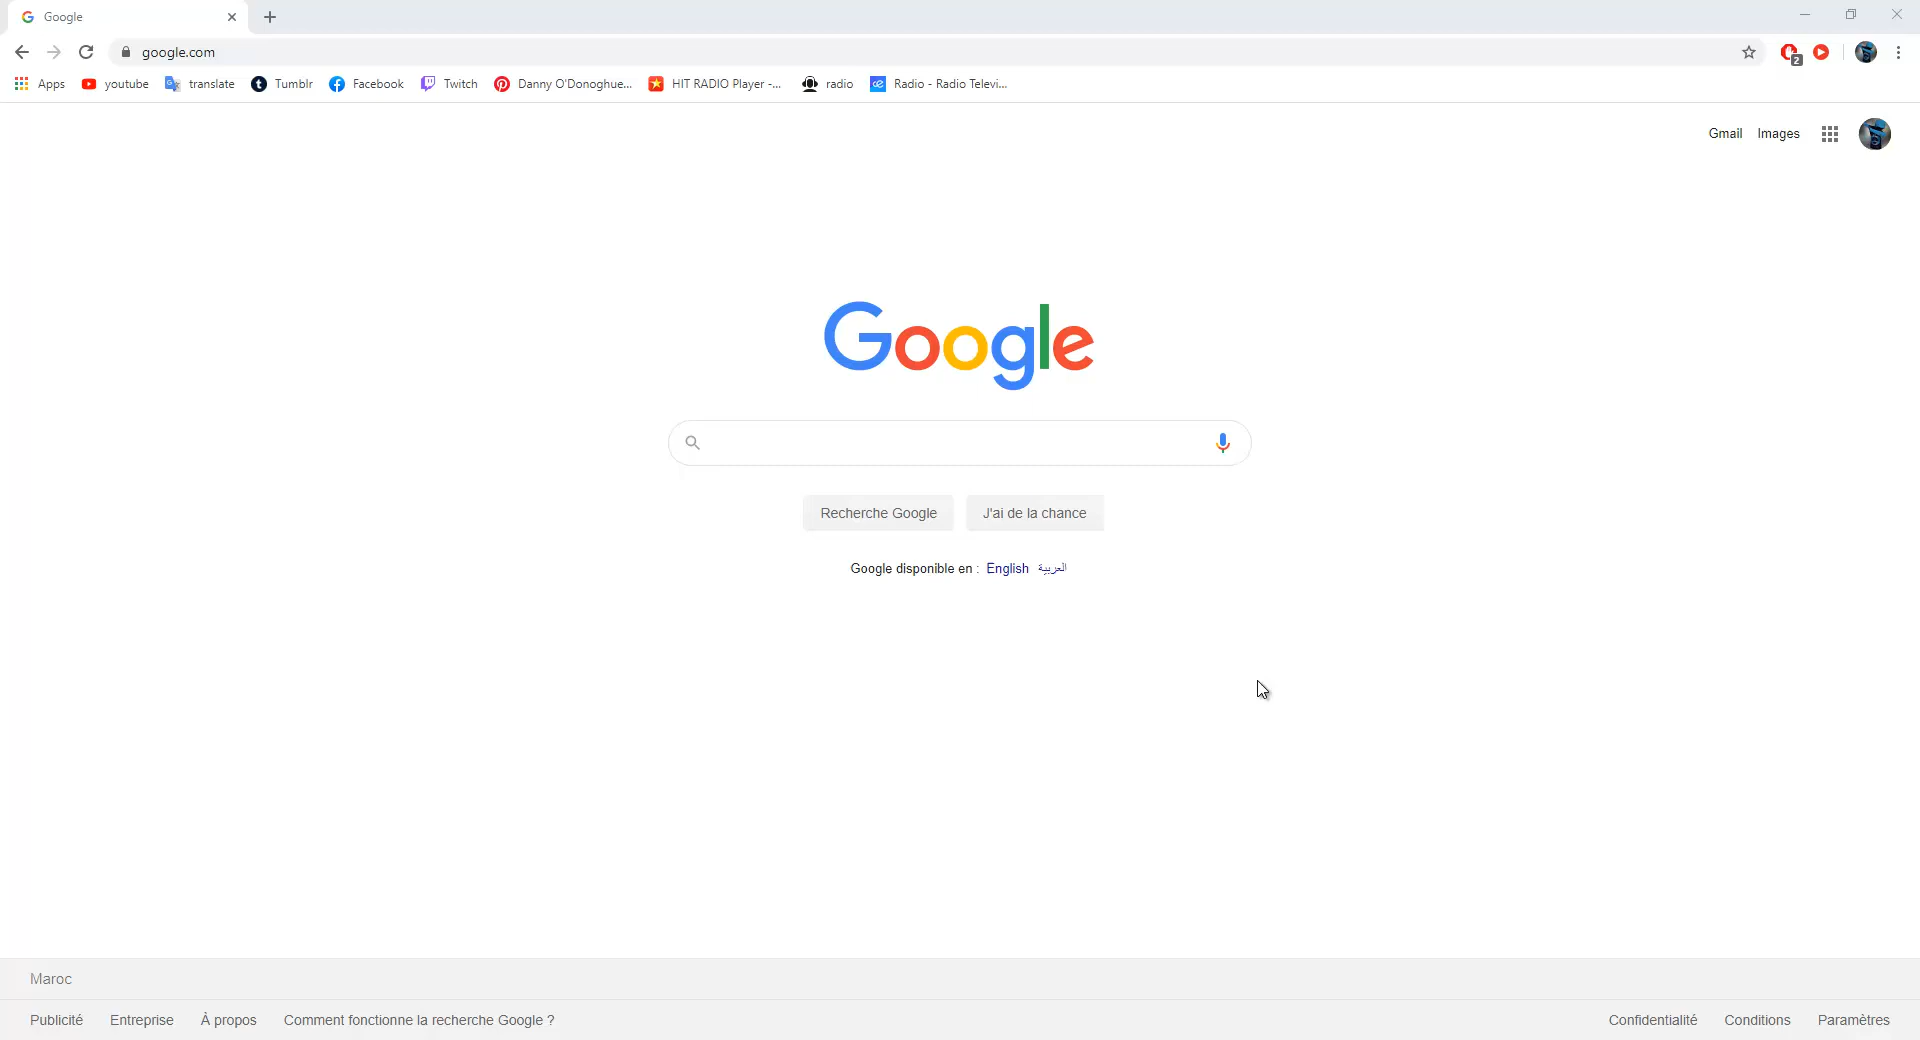 Google
google.com
2
Apps youtube translate Tumblr Facebook Twitch Danny O'Donoghue... HIT RADIO Player -... radio Radio - Radio Televi...
Gmail Images
Google
Recherche Google J'ai de la chance
Google disponible en : English العربية
Maroc
Publicité Entreprise À propos Comment fonctionne la recherche Google ? Confidentialité Conditions Paramètres